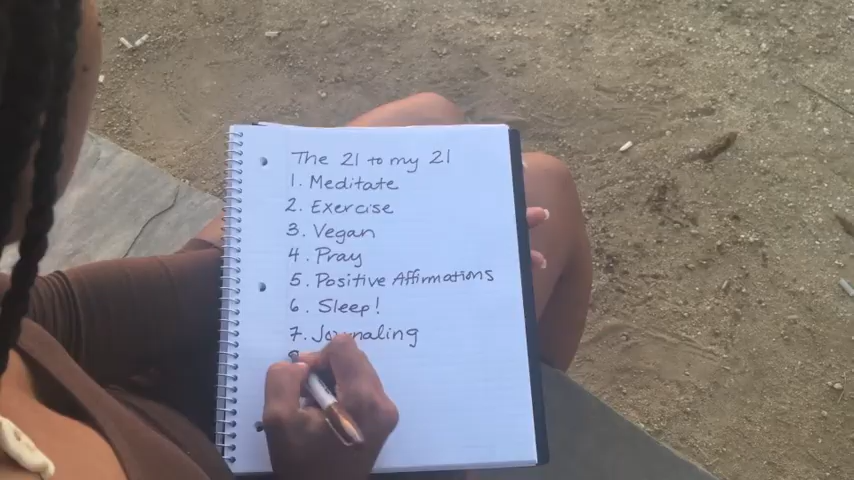 The 21 to my 21
1. Meditate
2. Exercise
3. Vegan
4. Pray
5. Positive Affirmations
6. Sleep!
7. Journaling
8